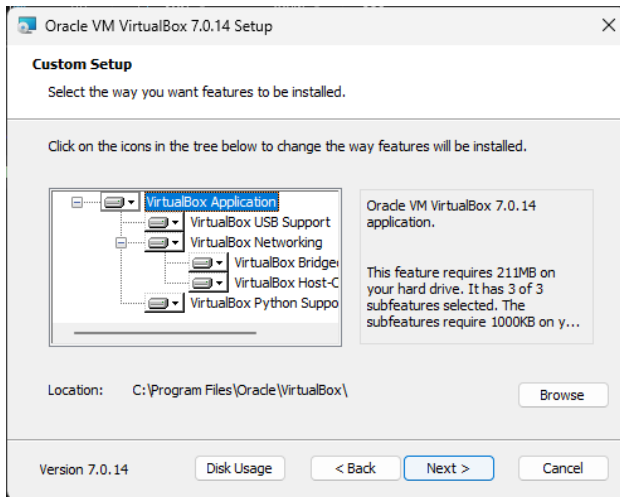 Oracle VM VirtualBox 7.0.14 Setup
Custom Setup
Select the way you want features to be installed.
Click on the icons in the tree below to change the way features will be installed.
VirtualBox Application
VirtualBox USB Support
VirtualBox Networking
VirtualBox Bridge
VirtualBox Host-C
VirtualBox Python Suppo
Oracle VM VirtualBox 7.0.14
application.
This feature requires 211MB on
your hard drive. It has 3 of 3
subfeatures selected. The
subfeatures require 1000KB on y...
Location: C:\Program Files\Oracle\VirtualBox\
Browse
Version 7.0.14 Disk Usage < Back Next > Cancel